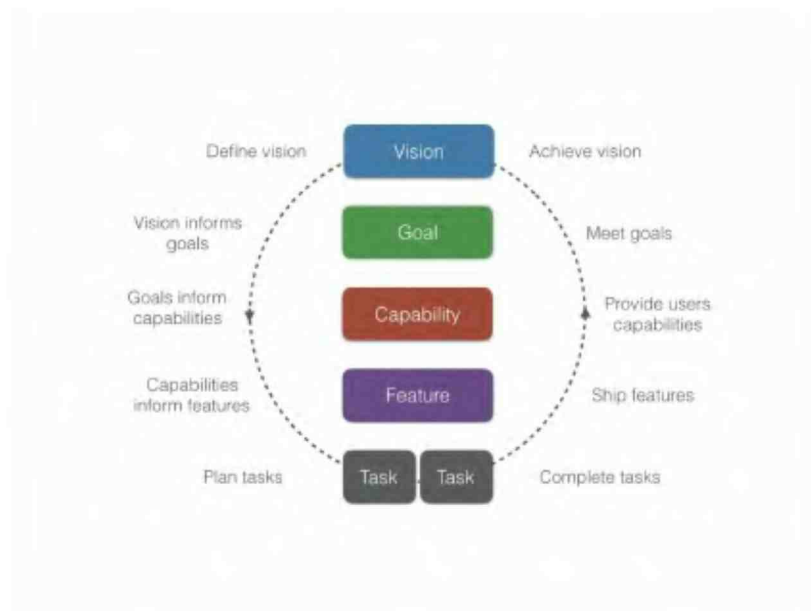 Define vision
Vision
Achieve vision
Vision informs
goals
Goal
Meet goals
Goals inform
capabilities
Capability
Provide users
capabilities
Capabilities
inform features
Feature
Ship features
Plan tasks
Task
Task
Complete tasks